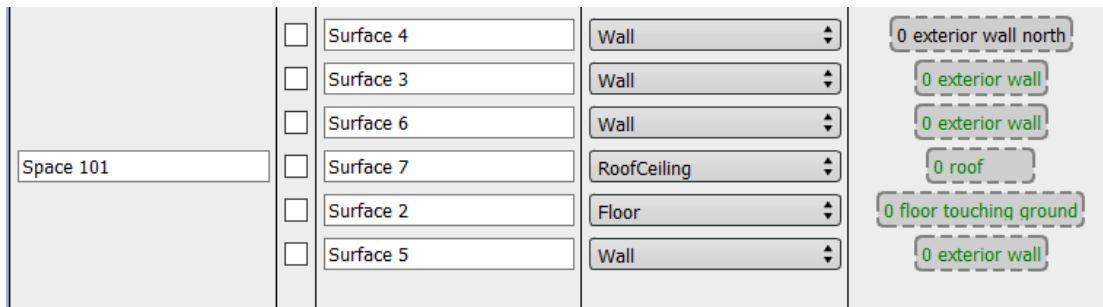 Surface 4 Wall 0 exterior wall north
Surface 3 Wall 0 exterior wall
Surface 6 Wall 0 exterior wall
Space 101 Surface 7 RoofCeiling 0 roof
Surface 2 Floor 0 floor touching ground
Surface 5 Wall 0 exterior wall